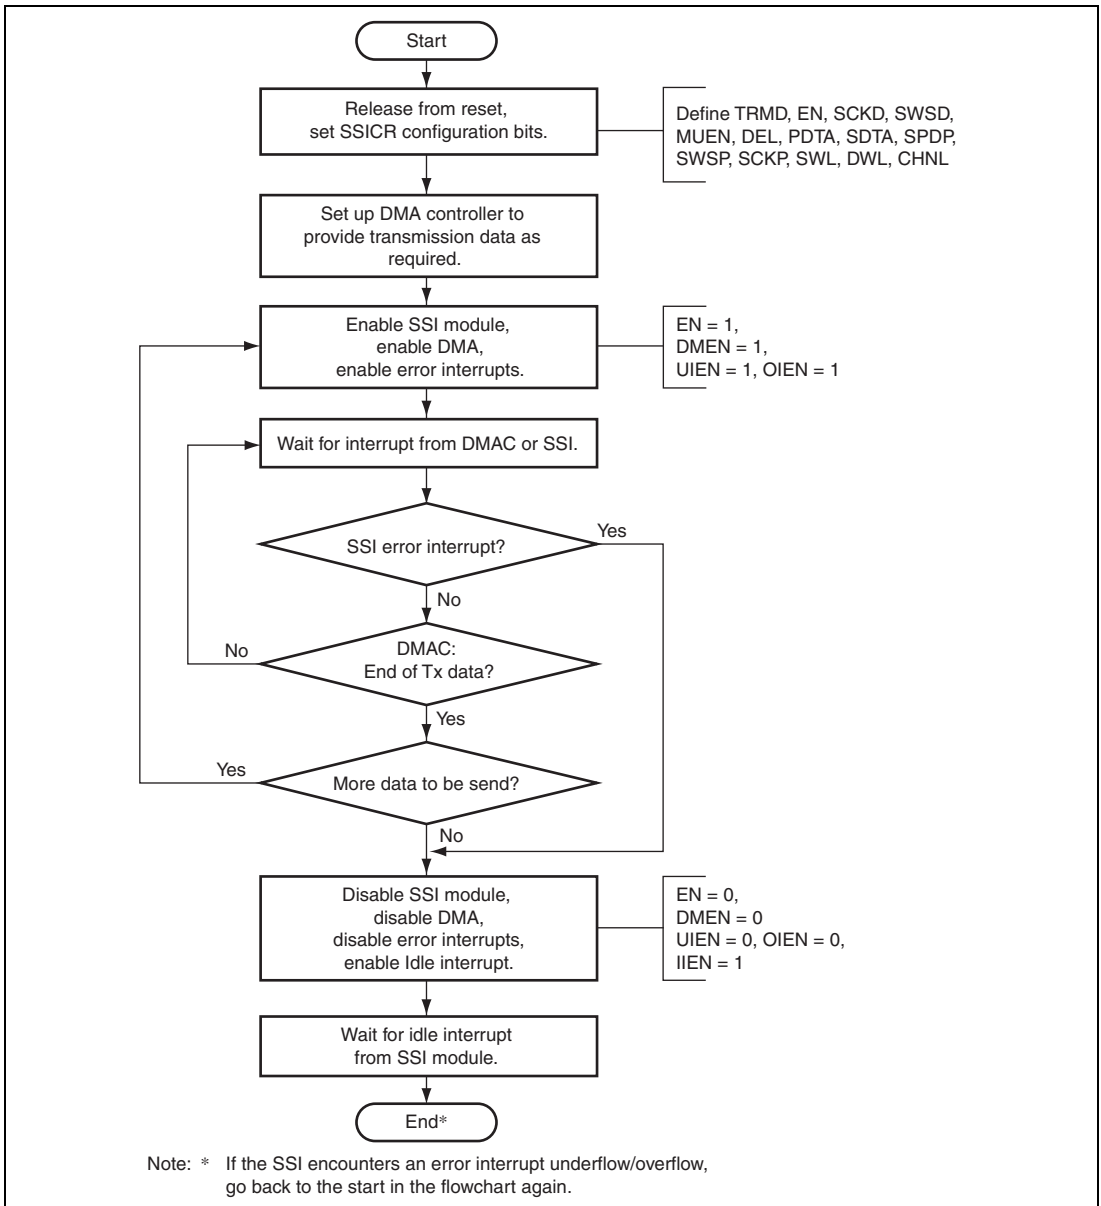 Start
Release from reset,
set SSICR configuration bits.
Define TRMD, EN, SCKD, SWSD,
MUEN, DEL, PDTA, SDTA, SPDP,
SWSP, SCKP, SWL, DWL, CHNL
Set up DMA controller to
provide transmission data as
required.
Enable SSI module,
enable DMA,
enable error interrupts.
EN = 1,
DMEN = 1,
UIEN = 1, OIEN = 1
Wait for interrupt from DMAC or SSI.
SSI error interrupt?
Yes
No
DMAC:
End of Tx data?
No
Yes
More data to be send?
Yes
No
Disable SSI module,
disable DMA,
disable error interrupts,
enable Idle interrupt.
EN = 0,
DMEN = 0
UIEN = 0, OIEN = 0,
IIEN = 1
Wait for idle interrupt
from SSI module.
End*
Note: * If the SSI encounters an error interrupt underflow/overflow,
go back to the start in the flowchart again.